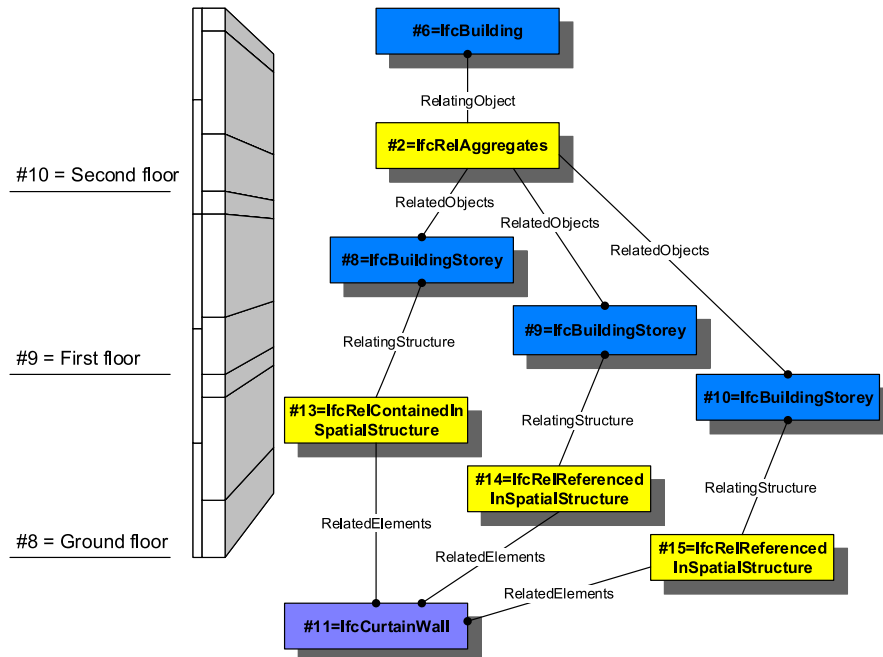 #6=IfcBuilding
RelatingObject
#2=IfcRelAggregates
#10 = Second floor
RelatedObjects
RelatedObjects
RelatedObjects
#8=IfcBuildingStorey
#9=IfcBuildingStorey
RelatingStructure
#9 = First floor
#10=IfcBuildingStorey
#13=IfcRelContainedIn
SpatialStructure
RelatingStructure
#14=IfcRelReferenced
InSpatialStructure
RelatingStructure
RelatedElements
#8 = Ground floor
#15=IfcRelReferenced
InSpatialStructure
RelatedElements
RelatedElements
#11=IfcCurtainWall